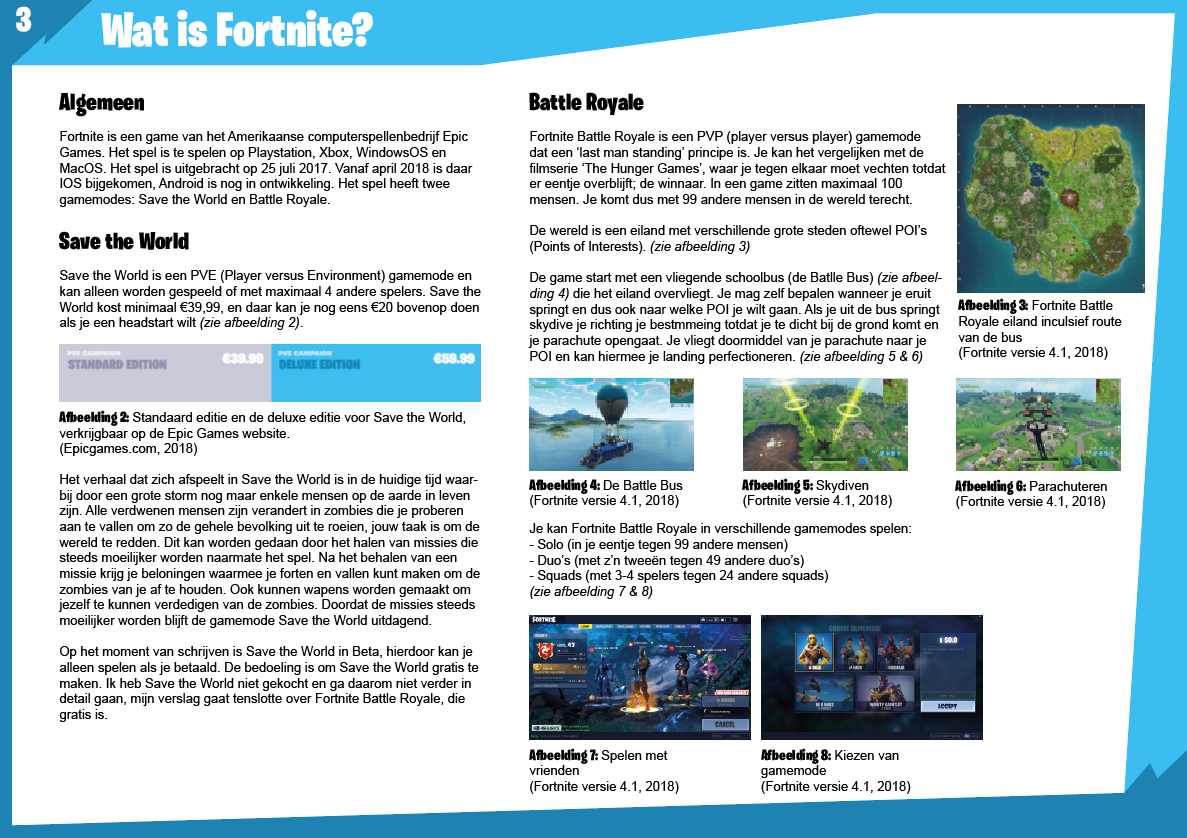 3
Wat is Fortnite?
Algemeen
Fortnite is een game van het Amerikaanse computerspellenbedrijf Epic
Games. Het spel is te spelen op Playstation, Xbox, WindowsOS en
MacOS. Het spel is uitgebracht op 25 juli 2017. Vanaf april 2018 is daar
IOS bijgekomen, Android is nog in ontwikkeling. Het spel heeft twee
gamemodes: Save the World en Battle Royale.
Save the World
Save the World is een PVE (Player versus Environment) gamemode en
kan alleen worden gespeeld of met maximaal 4 andere spelers. Save the
World kost minimaal €39,99, en daar kan je nog eens €20 bovenop doen
als je een headstart wilt (zie afbeelding 2).
PVE CAMPAIGN
STANDARD EDITION
€39.99
PVE CAMPAIGN
DELUXE EDITION
€59.99
Afbeelding 2: Standaard editie en de deluxe editie voor Save the World,
verkrijgbaar op de Epic Games website.
(Epicgames.com, 2018)
Het verhaal dat zich afspeelt in Save the World is in de huidige tijd waar-
bij door een grote storm nog maar enkele mensen op de aarde in leven
zijn. Alle verdwenen mensen zijn verandert in zombies die je proberen
aan te vallen om zo de gehele bevolking uit te roeien, jouw taak is om de
wereld te redden. Dit kan worden gedaan door het halen van missies die
steeds moeilijker worden naarmate het spel. Na het behalen van een
missie krijg je beloningen waarmee je forten en vallen kunt maken om de
zombies van je af te houden. Ook kunnen wapens worden gemaakt om
jezelf te kunnen verdedigen van de zombies. Doordat de missies steeds
moeilijker worden blijft de gamemode Save the World uitdagend.
Op het moment van schrijven is Save the World in Beta, hierdoor kan je
alleen spelen als je betaald. De bedoeling is om Save the World gratis te
maken. Ik heb Save the World niet gekocht en ga daarom niet verder in
detail gaan, mijn verslag gaat tenslotte over Fortnite Battle Royale, die
gratis is.
Battle Royale
Fortnite Battle Royale is een PVP (player versus player) gamemode
dat een ‘last man standing’ principe is. Je kan het vergelijken met de
filmserie ‘The Hunger Games’, waar je tegen elkaar moet vechten totdat
er eentje overblijft; de winnaar. In een game zitten maximaal 100
mensen. Je komt dus met 99 andere mensen in de wereld terecht.
De wereld is een eiland met verschillende grote steden oftewel POI’s
(Points of Interests). (zie afbeelding 3)
De game start met een vliegende schoolbus (de Batlle Bus) (zie afbeel-
ding 4) die het eiland overvliegt. Je mag zelf bepalen wanneer je eruit
springt en dus ook naar welke POI je wilt gaan. Als je uit de bus springt
skydive je richting je bestmmeing totdat je te dicht bij de grond komt en
je parachute opengaat. Je vliegt doormiddel van je parachute naar je
POI en kan hiermee je landing perfectioneren. (zie afbeelding 5 & 6)
Afbeelding 3: Fortnite Battle
Royale eiland inculsief route
van de bus
(Fortnite versie 4.1, 2018)
Afbeelding 4: De Battle Bus
(Fortnite versie 4.1, 2018)
Afbeelding 5: Skydiven
(Fortnite versie 4.1, 2018)
Afbeelding 6: Parachuteren
(Fortnite versie 4.1, 2018)
Je kan Fortnite Battle Royale in verschillende gamemodes spelen:
- Solo (in je eentje tegen 99 andere mensen)
- Duo’s (met z’n tweeën tegen 49 andere duo’s)
- Squads (met 3-4 spelers tegen 24 andere squads)
(zie afbeelding 7 & 8)
FORTNITE
CANCEL
CHOOSE GAMEMODE
ACCEPT
Afbeelding 7: Spelen met
vrienden
(Fortnite versie 4.1, 2018)
Afbeelding 8: Kiezen van
gamemode
(Fortnite versie 4.1, 2018)